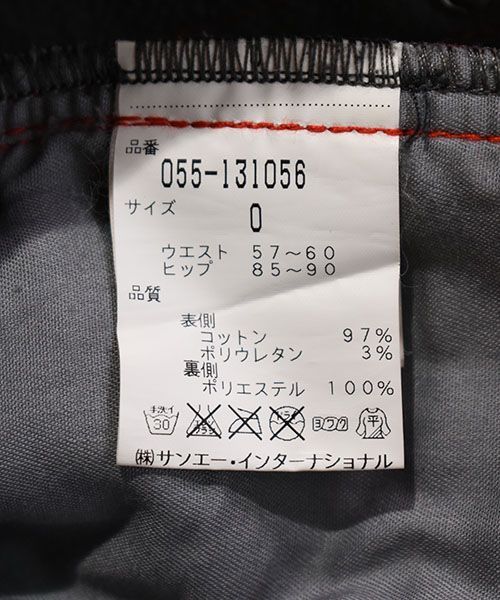 品番
055-131056
サイズ
0
ウエスト 57～60
ヒップ 85～90
品質
表側
コットン 97%
ポリウレタン 3%
裏側
ポリエステル 100%
手洗イ 30 ヨワク 平
㈱サンエー・インターナショナル